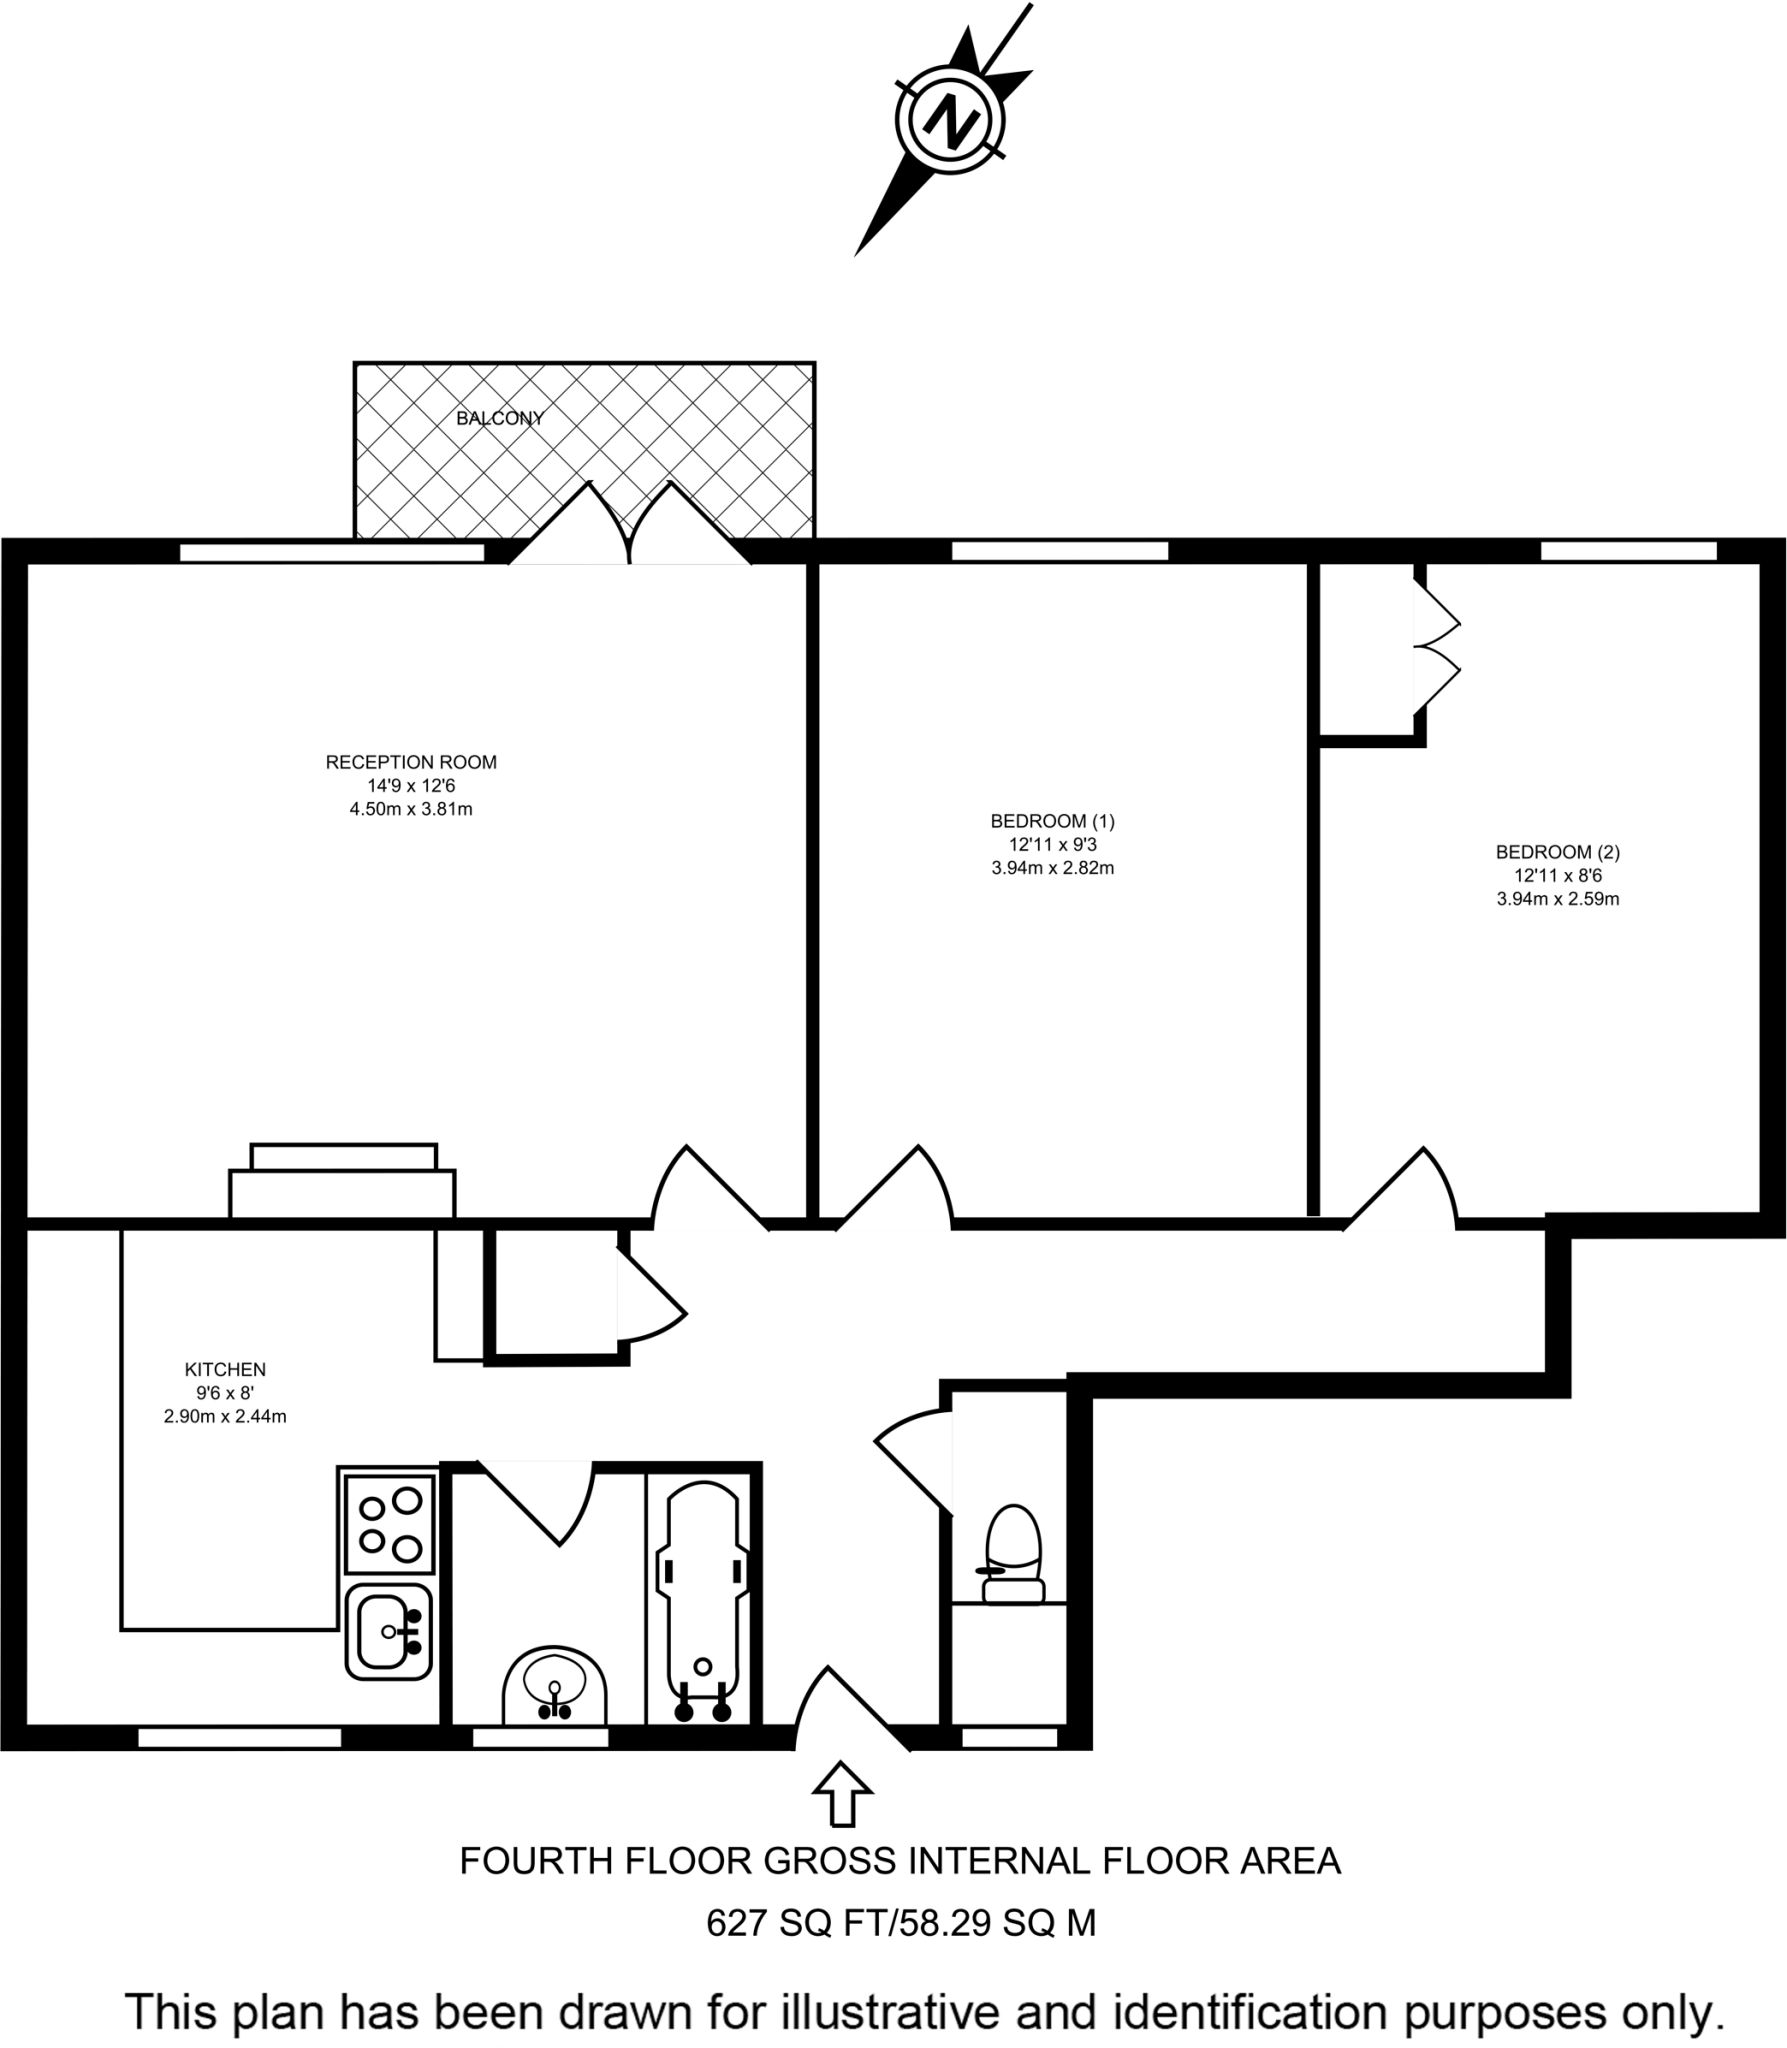 N
BALCONY
RECEPTION ROOM
14'9 x 12'6
4.50m x 3.81m
BEDROOM (1)
12'11 x 9'3
3.94m x 2.82m
BEDROOM (2)
12'11 x 8'6
3.94m x 2.59m
KITCHEN
9'6 x 8'
2.90m x 2.44m
FOURTH FLOOR GROSS INTERNAL FLOOR AREA
627 SQ FT/58.29 SQ M
This plan has been drawn for illustrative and identification purposes only.